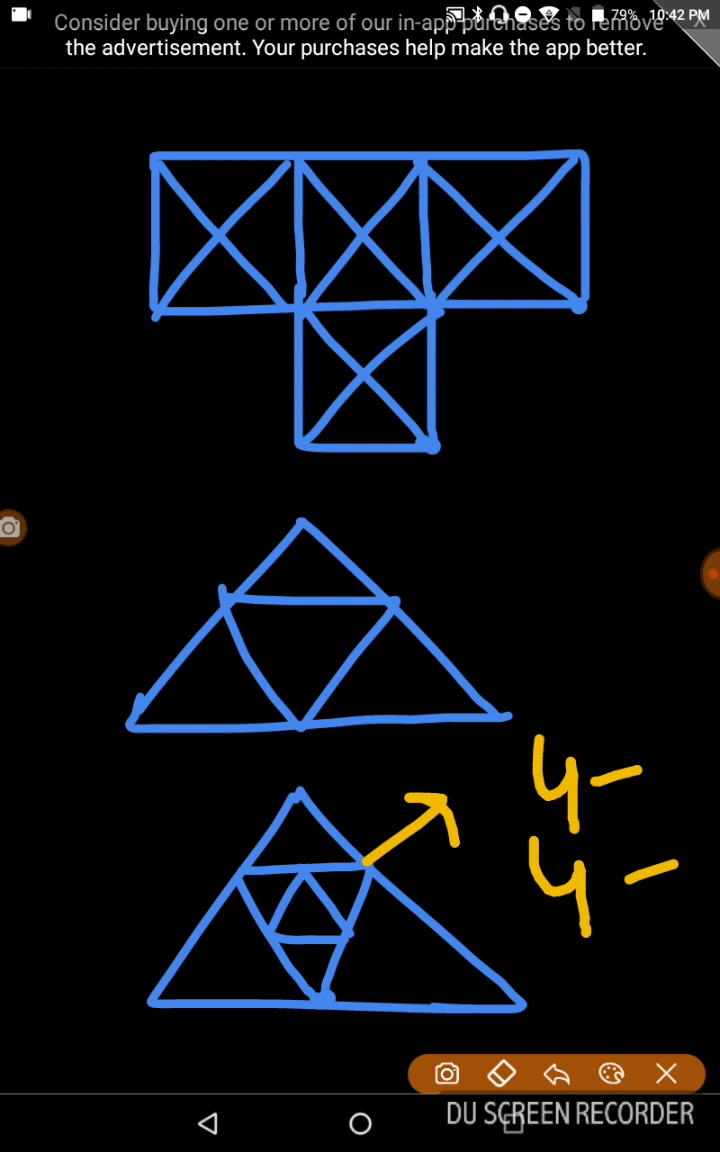 Consider buying one or more of our in-app purchases to remove
79% 10:42 PM
X
the advertisement. Your purchases help make the app better.
4-
4-
DU SCREEN RECORDER